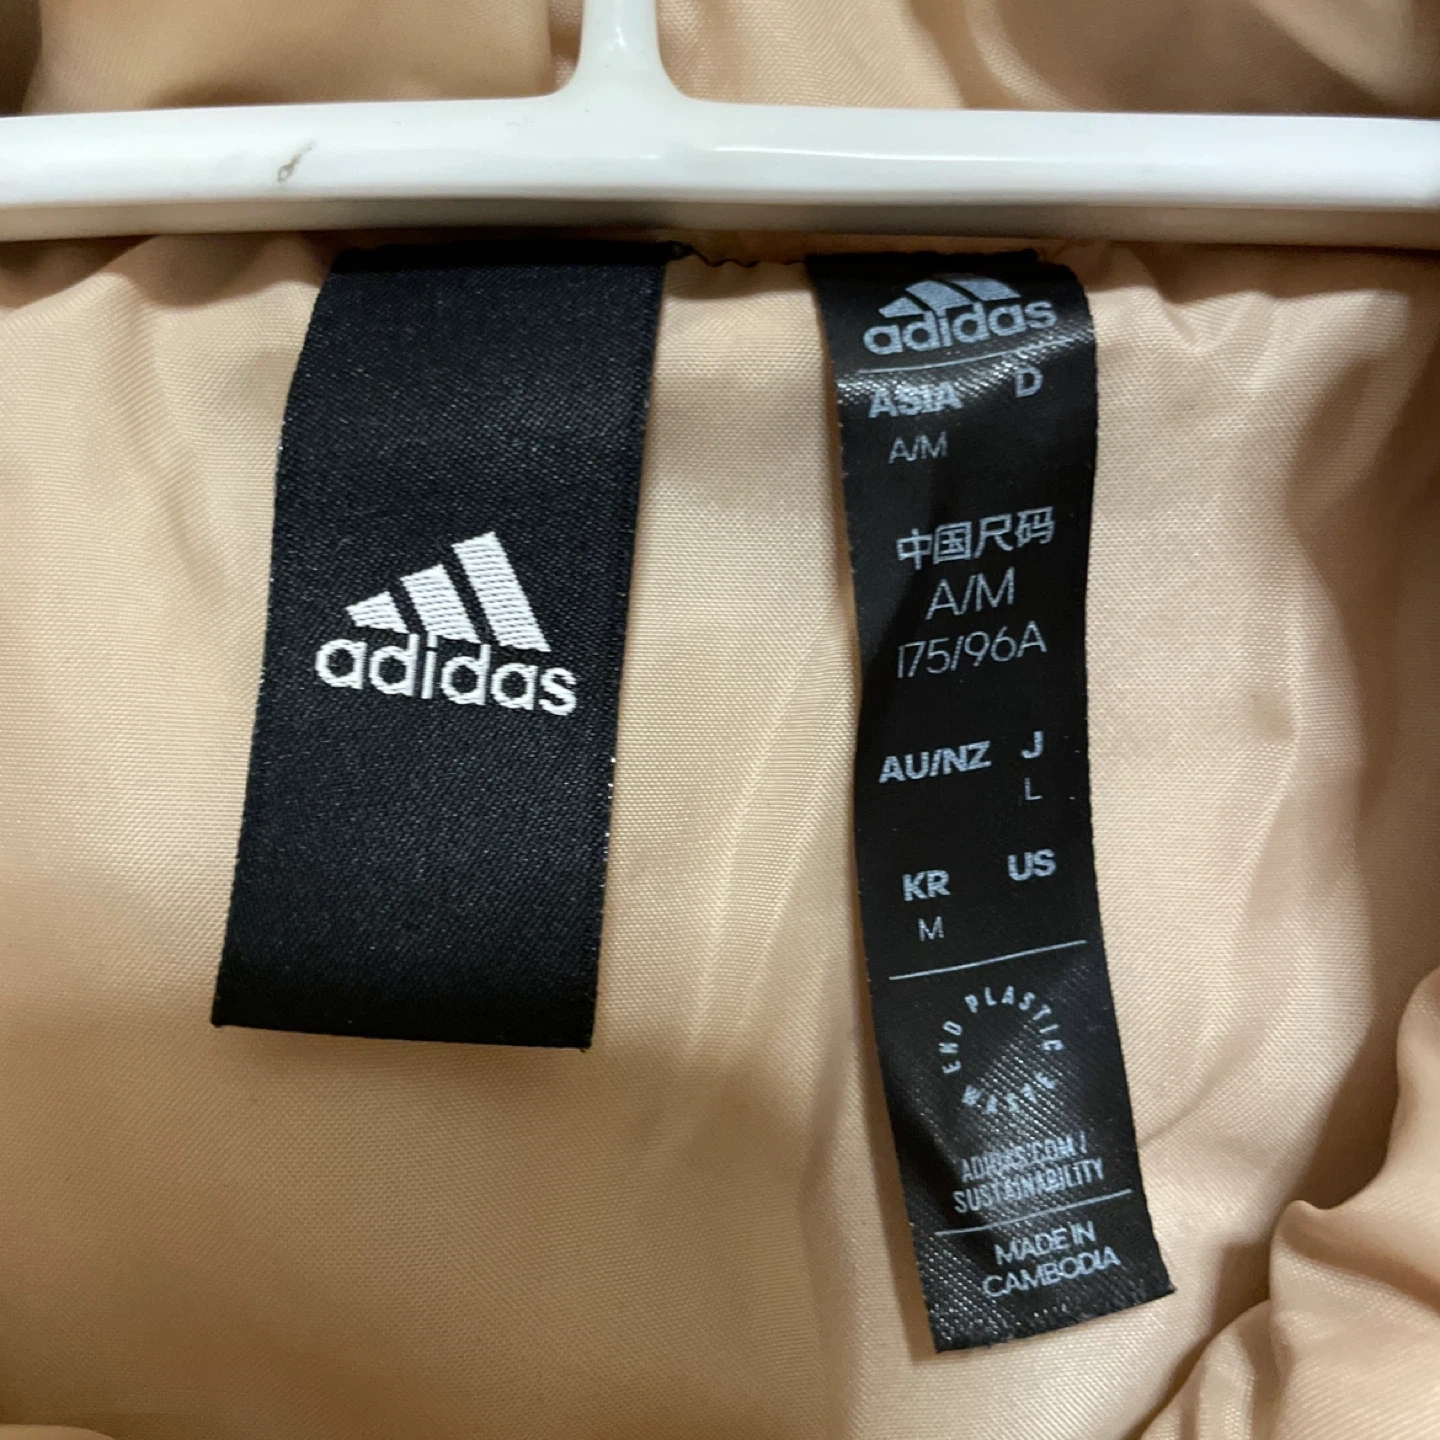 adidas
adidas
ASIA D
A/M
中国尺码
A/M
175/96A
AU/NZ J
L
KR US
M
END PLASTIC WASTE
ADIDAS.COM/
SUSTAINABILITY
MADE IN
CAMBODIA